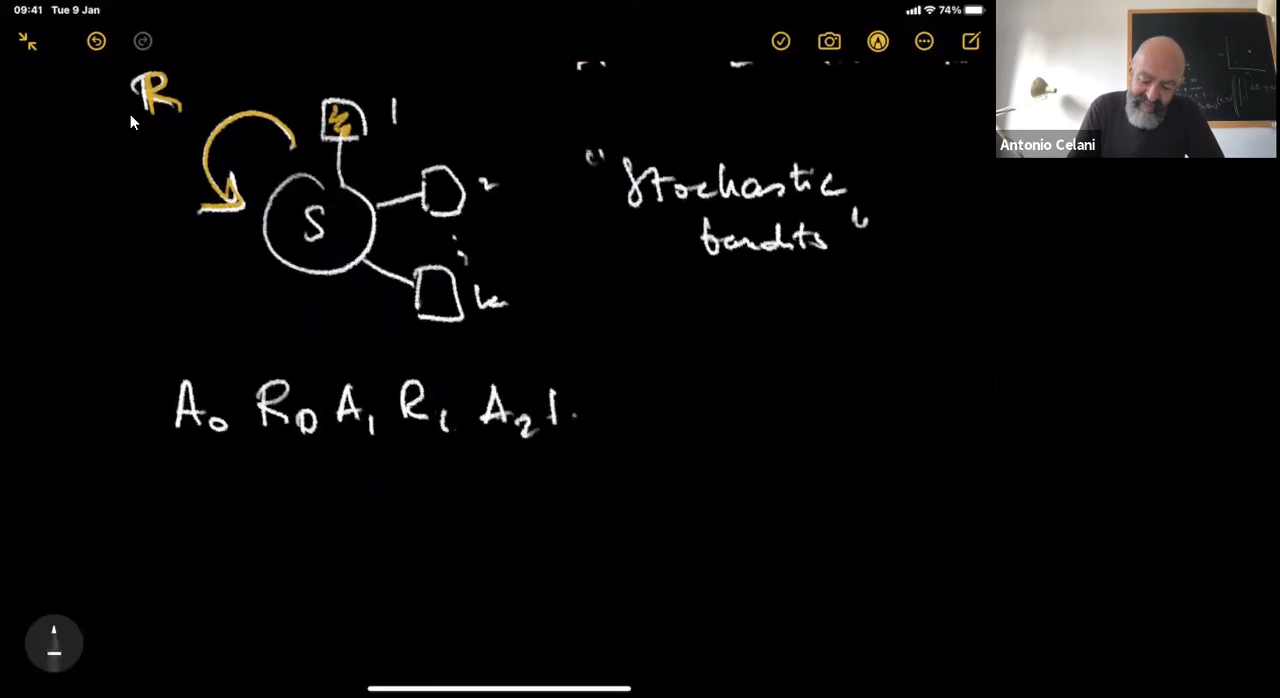 09:41 Tue 9 Jan 74%
R
1
S
2
k
"Stochastic
bandits"
A₀ R₀ A₁ R₁ A₂
Antonio Celani